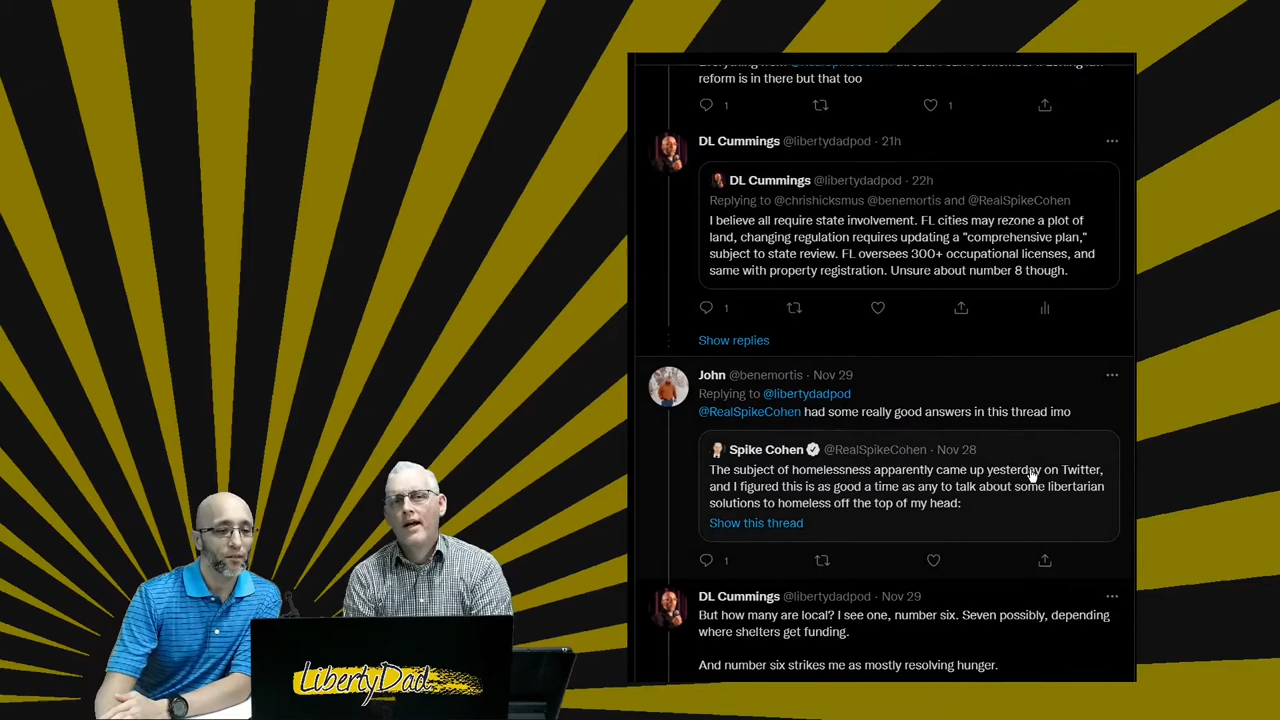 reform is in there but that too
1
1
DL Cummings @libertydadpod · 21h
DL Cummings @libertydadpod · 22h
Replying to @chrishicksmus @benemortis and @RealSpikeCohen
I believe all require state involvement. FL cities may rezone a plot of
land, changing regulation requires updating a "comprehensive plan,"
subject to state review. FL oversees 300+ occupational licenses, and
same with property registration. Unsure about number 8 though.
1
Show replies
John @benemortis · Nov 29
Replying to @libertydadpod
@RealSpikeCohen had some really good answers in this thread imo
Spike Cohen @RealSpikeCohen · Nov 28
The subject of homelessness apparently came up yesterday on Twitter,
and I figured this is as good a time as any to talk about some libertarian
solutions to homeless off the top of my head:
Show this thread
1
DL Cummings @libertydadpod · Nov 29
But how many are local? I see one, number six. Seven possibly, depending
where shelters get funding.
And number six strikes me as mostly resolving hunger.
LibertyDad